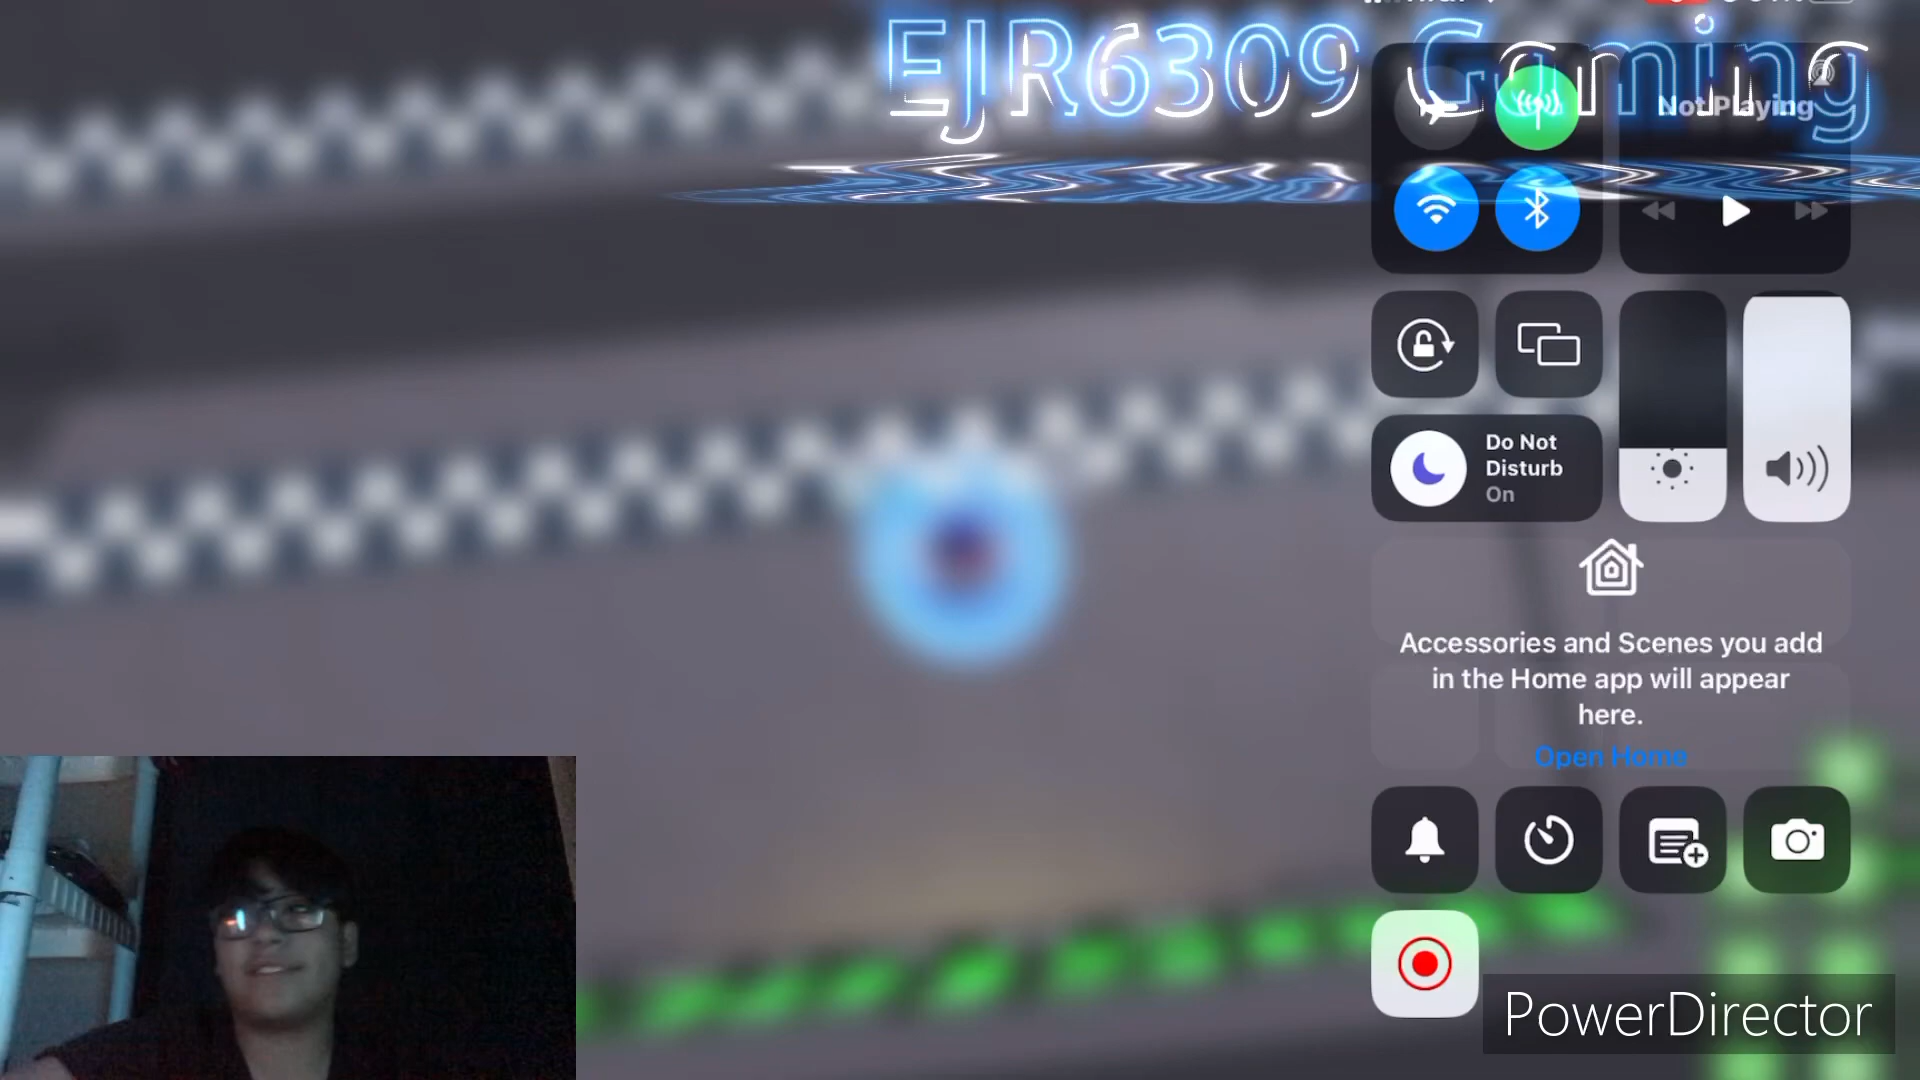 EJR6309 Gaming
Not Playing
Do Not
Disturb
On
Accessories and Scenes you add
in the Home app will appear
here.
Open Home
PowerDirector